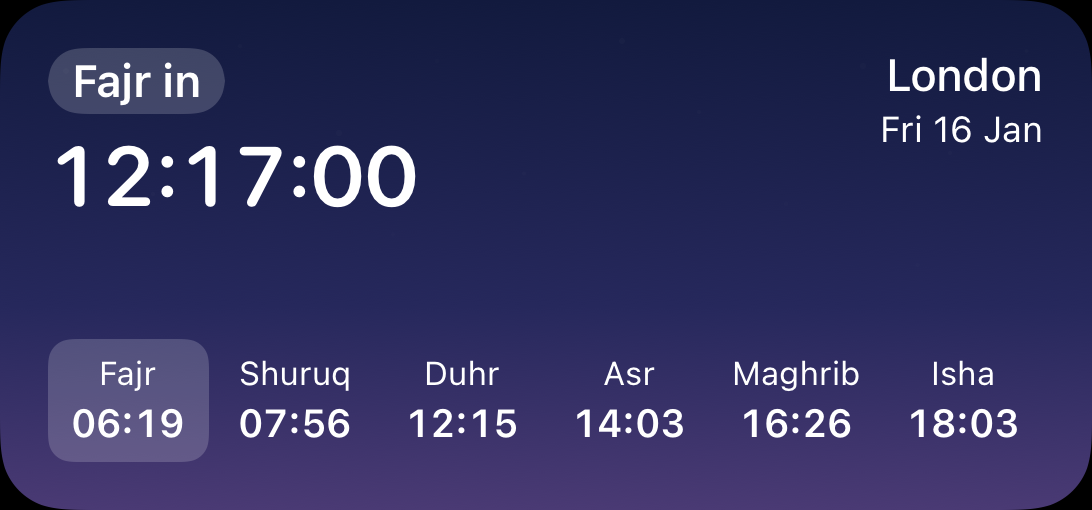 Fajr in
London
Fri 16 Jan
12:17:00
Fajr Shuruq Duhr Asr Maghrib Isha
06:19 07:56 12:15 14:03 16:26 18:03